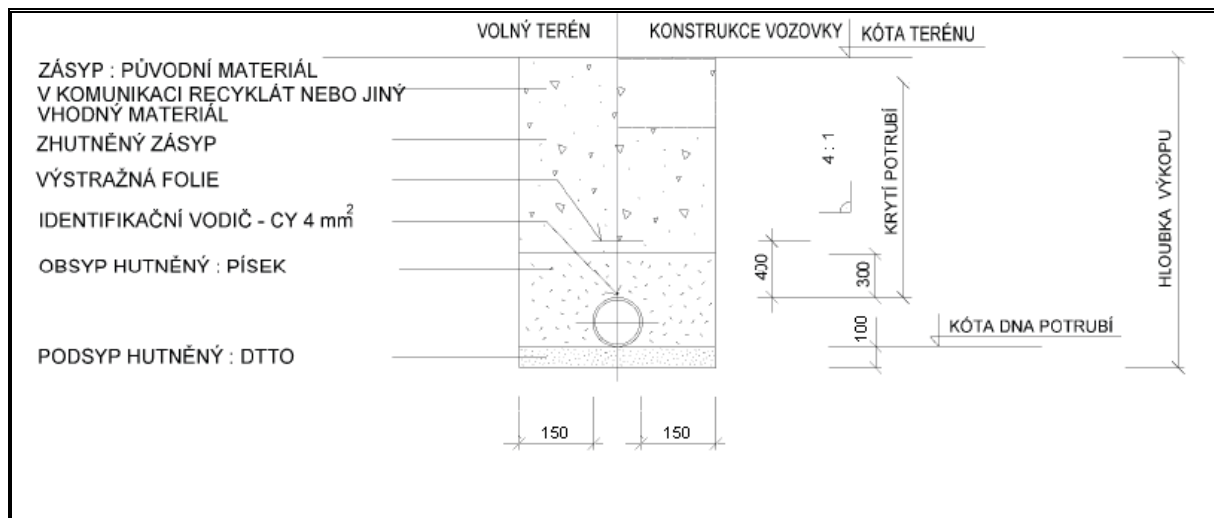 VOLNÝ TERÉN
KONSTRUKCE VOZOVKY
KÓTA TERÉNU
ZÁSYP : PŮVODNÍ MATERIÁL
V KOMUNIKACI RECYKLÁT NEBO JINÝ
VHODNÝ MATERIÁL
ZHUTNĚNÝ ZÁSYP
VÝSTRAŽNÁ FOLIE
IDENTIFIKAČNÍ VODIČ - CY 4 mm²
OBSYP HUTNĚNÝ : PÍSEK
PODSYP HUTNĚNÝ : DTTO
4 : 1
KRYTÍ POTRUBÍ
HLOUBKA VÝKOPU
400
300
100
KÓTA DNA POTRUBÍ
150
150